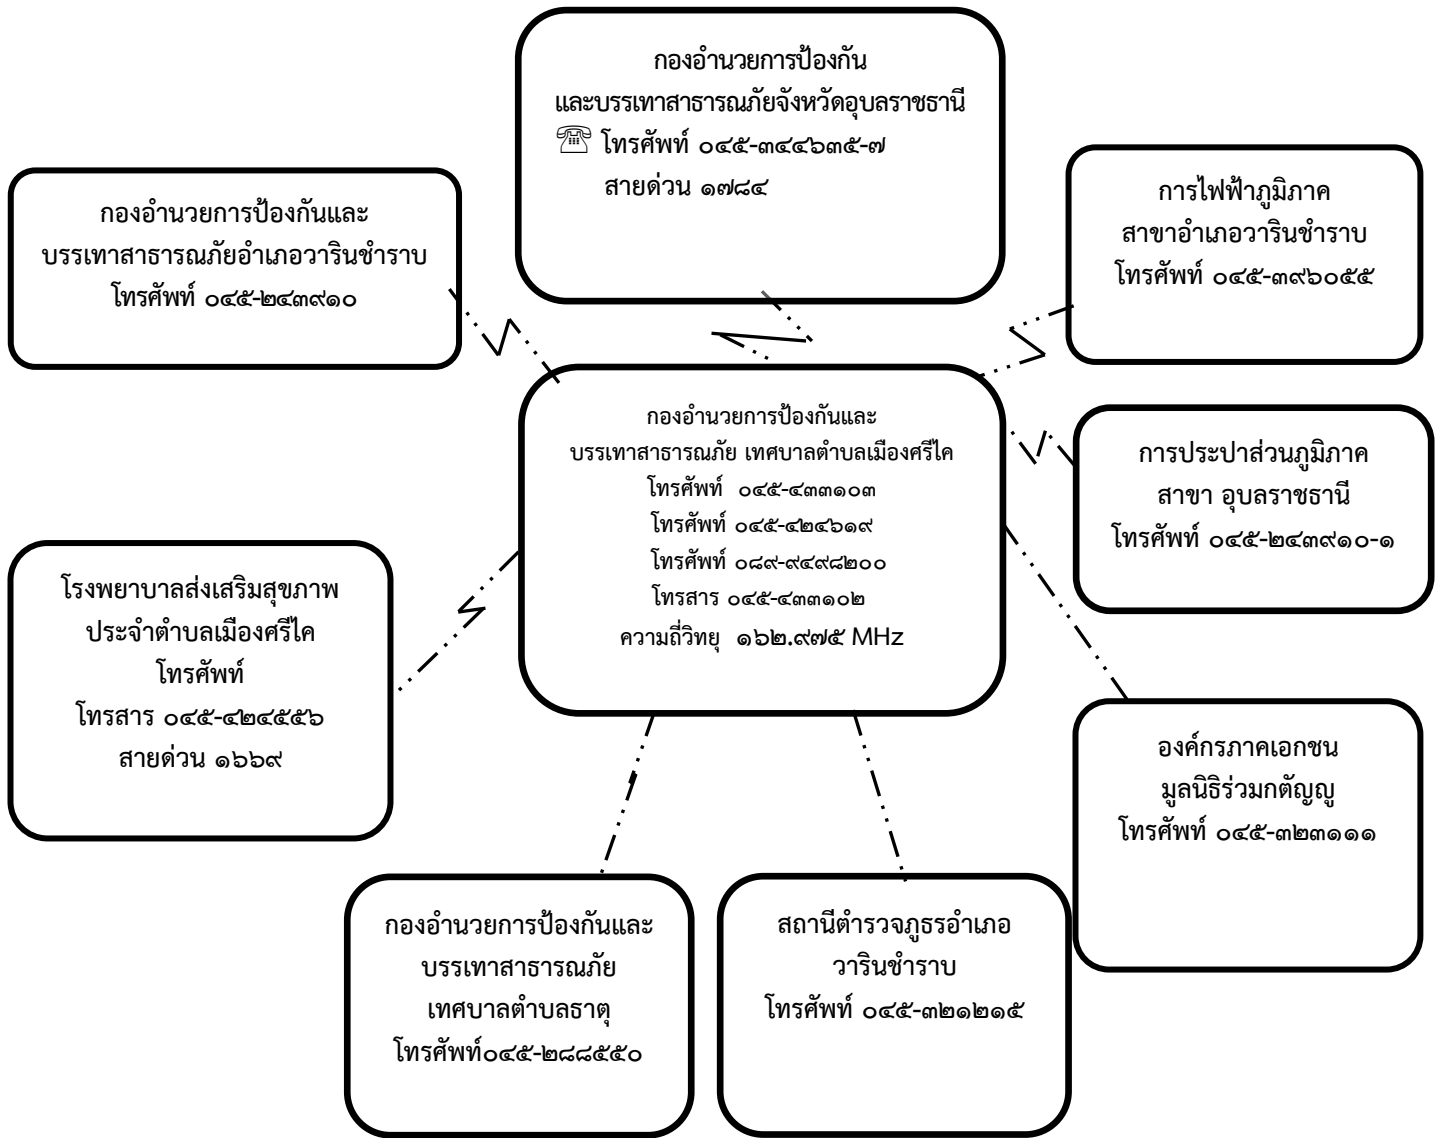 กองอำนวยการป้องกัน
และบรรเทาสาธารณภัยจังหวัดอุบลราชธานี
☏ โทรศัพท์ ๐๔๕-๓๔๔๖๓๕-๗
สายด่วน ๑๗๘๔
กองอำนวยการป้องกันและ
บรรเทาสาธารณภัยอำเภอวารินชำราบ
โทรศัพท์ ๐๔๕-๒๔๓๙๑๐
การไฟฟ้าภูมิภาค
สาขาอำเภอวารินชำราบ
โทรศัพท์ ๐๔๕-๓๙๖๐๕๕
กองอำนวยการป้องกันและ
บรรเทาสาธารณภัย เทศบาลตำบลเมืองศรีไค
โทรศัพท์ ๐๔๕-๔๓๓๑๐๓
โทรศัพท์ ๐๔๕-๔๒๔๖๑๙
โทรศัพท์ ๐๘๙-๙๔๙๘๒๐๐
โทรสาร ๐๔๕-๔๓๓๑๐๒
ความถี่วิทยุ ๑๖๒.๙๗๕ MHz
การประปาส่วนภูมิภาค
สาขา อุบลราชธานี
โทรศัพท์ ๐๔๕-๒๔๓๙๑๐-๑
โรงพยาบาลส่งเสริมสุขภาพ
ประจำตำบลเมืองศรีไค
โทรศัพท์
โทรสาร ๐๔๕-๔๒๔๕๕๖
สายด่วน ๑๖๖๙
องค์กรภาคเอกชน
มูลนิธิร่วมกตัญญู
โทรศัพท์ ๐๔๕-๓๒๓๑๑๑
กองอำนวยการป้องกันและ
บรรเทาสาธารณภัย
เทศบาลตำบลธาตุ
โทรศัพท์๐๔๕-๒๘๘๕๕๐
สถานีตำรวจภูธรอำเภอ
วารินชำราบ
โทรศัพท์ ๐๔๕-๓๒๑๒๑๕